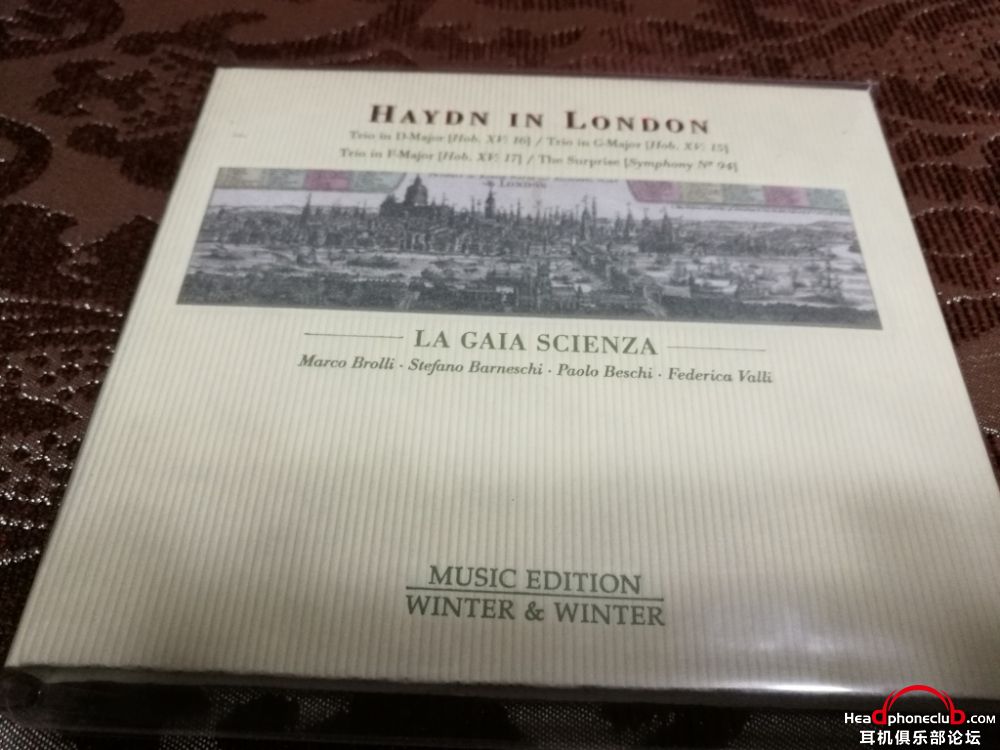 HAYDN IN LONDON
Trio in D-Major [Hob. XV: 16] / Trio in G-Major [Hob. XV: 15]
Trio in F-Major [Hob. XV: 17] / The Surprise [Symphony Nº 94]
LONDON
LA GAIA SCIENZA
Marco Brolli · Stefano Barneschi · Paolo Beschi · Federica Valli
MUSIC EDITION
WINTER & WINTER
Headphoneclub.com
耳机俱乐部论坛